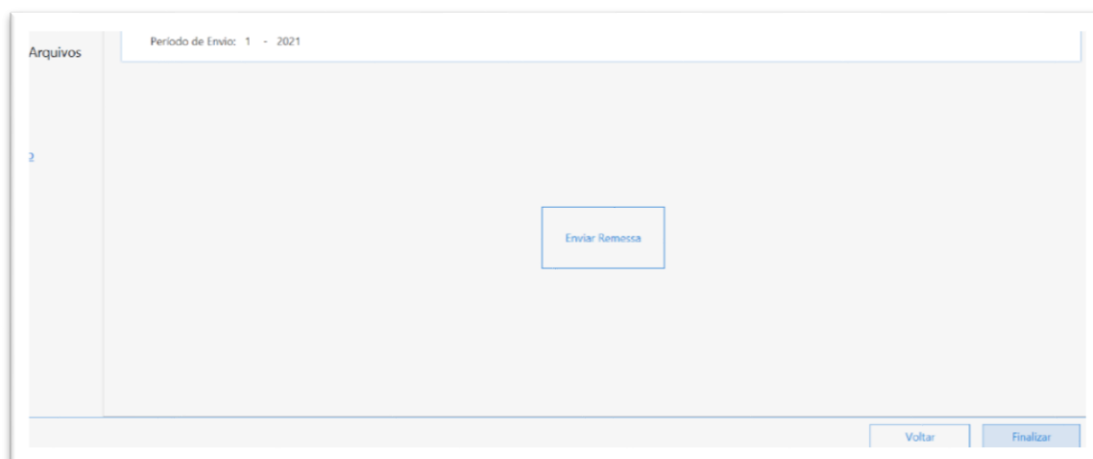 Período de Envio: 1 - 2021
Arquivos
o
Enviar Remessa
Voltar
Finalizar